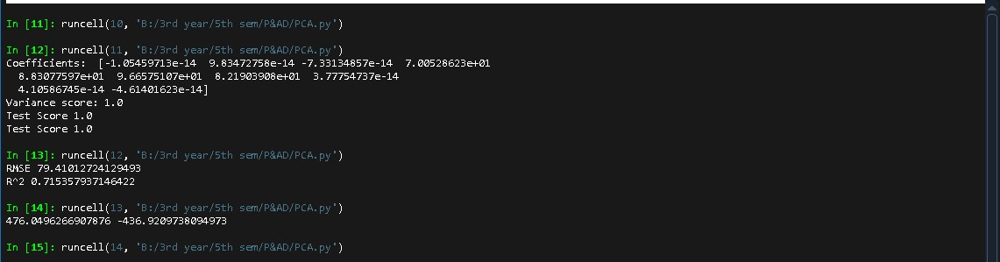 In [11]: runcell(10, 'B:/3rd year/5th sem/P&AD/PCA.py')
In [12]: runcell(11, 'B:/3rd year/5th sem/P&AD/PCA.py')
Coefficients:  [-1.05459713e-14  9.83472758e-14 -7.33134857e-14  7.00528623e+01
  8.83077597e+01  9.66575107e+01  8.21903908e+01  3.77754737e-14
  4.10586745e-14 -4.61401623e-14]
Variance score: 1.0
Test Score 1.0
Test Score 1.0
In [13]: runcell(12, 'B:/3rd year/5th sem/P&AD/PCA.py')
RMSE 79.41012724129493
R^2 0.715357937146422
In [14]: runcell(13, 'B:/3rd year/5th sem/P&AD/PCA.py')
476.0496266907876 -436.9209738094973
In [15]: runcell(14, 'B:/3rd year/5th sem/P&AD/PCA.py')